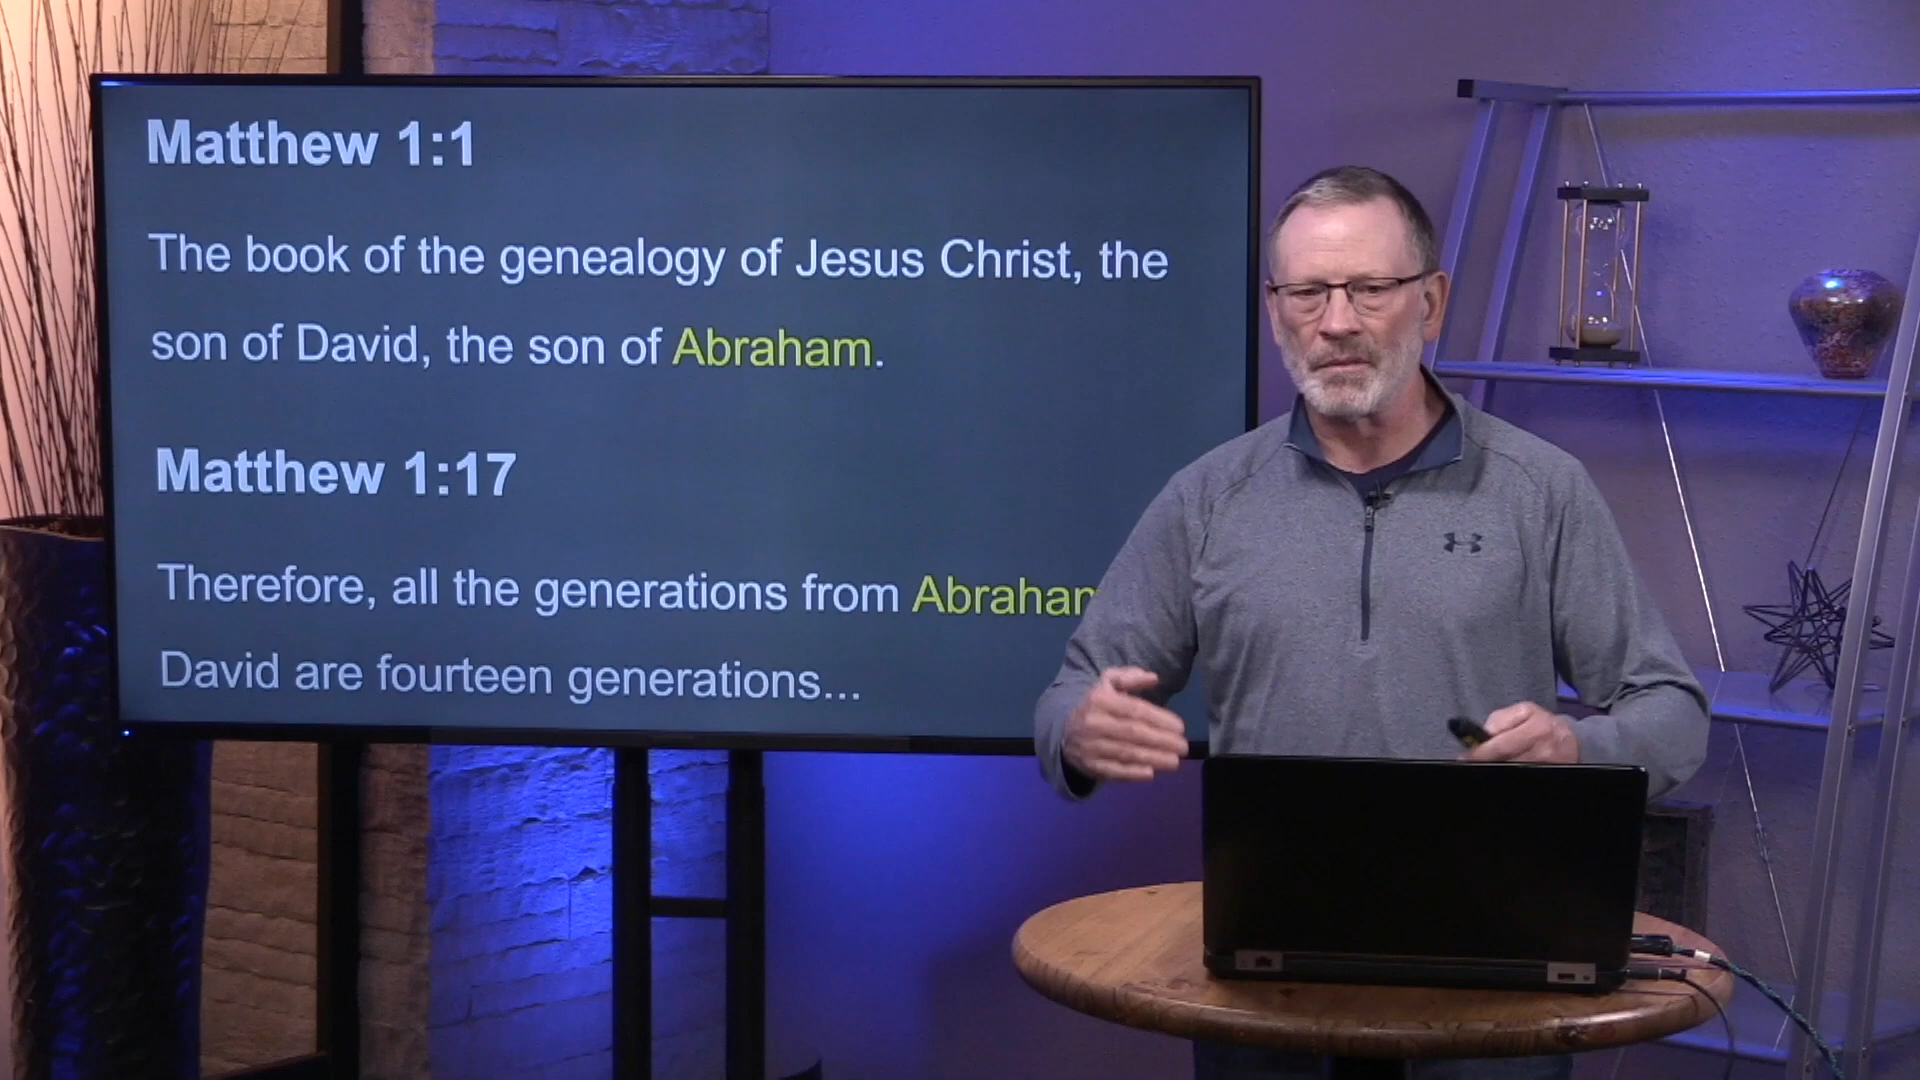 Matthew 1:1
The book of the genealogy of Jesus Christ, the
son of David, the son of Abraham.
Matthew 1:17
Therefore, all the generations from
David are fourteen generations...